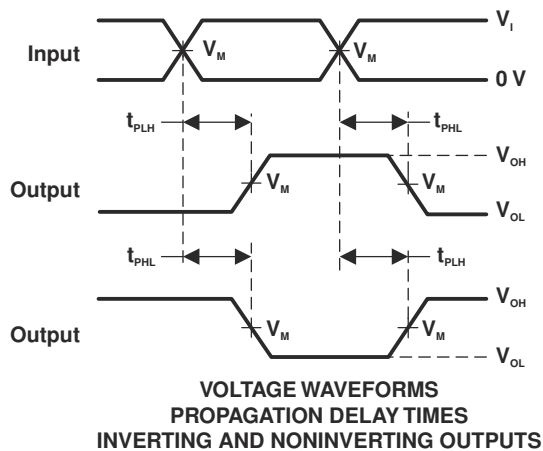 V_I
Input V_M V_M
0 V
t_PLH t_PHL
V_OH
Output V_M V_M
V_OL
t_PHL t_PLH
V_OH
Output V_M V_M
V_OL
VOLTAGE WAVEFORMS
PROPAGATION DELAY TIMES
INVERTING AND NONINVERTING OUTPUTS